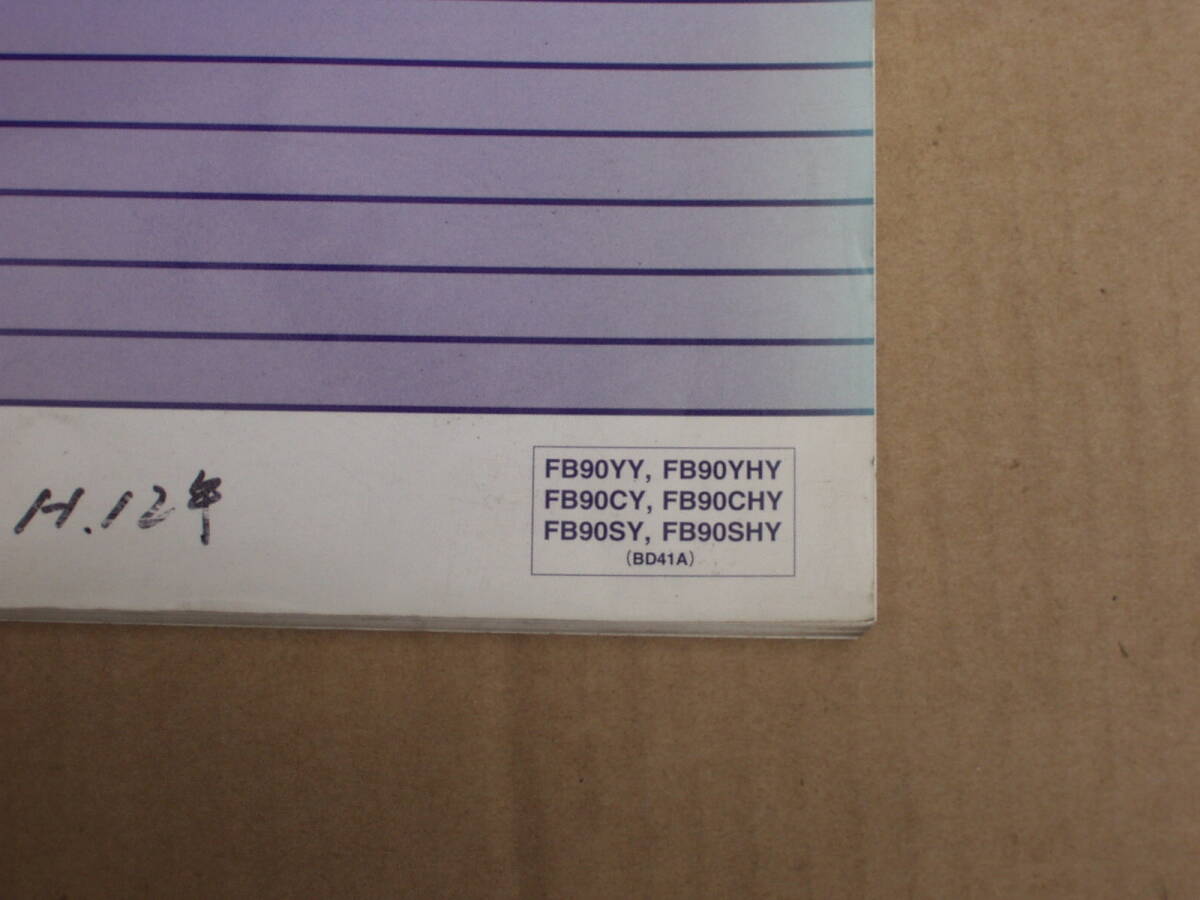 H.12年
FB90YY, FB90YHY
FB90CY, FB90CHY
FB90SY, FB90SHY
(BD41A)